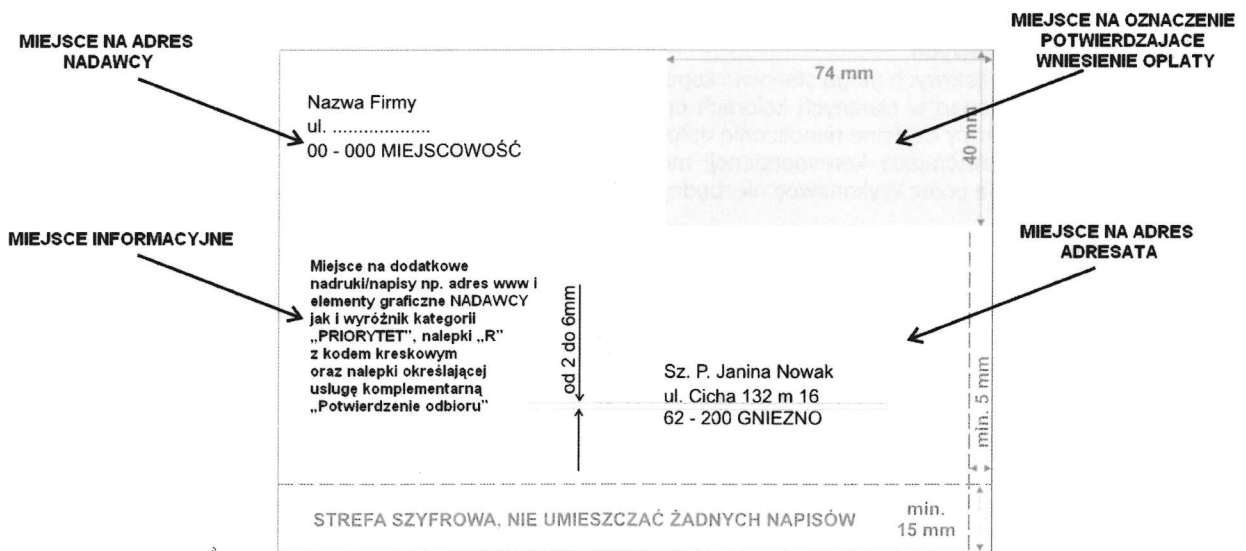 MIEJSCE NA ADRES
NADAWCY
MIEJSCE NA OZNACZENIE
POTWIERDZAJACE
WNIESIENIE OPLATY
74 mm
40 mm
Nazwa Firmy
ul. ...................
00 - 000 MIEJSCOWOŚĆ
MIEJSCE INFORMACYJNE
MIEJSCE NA ADRES
ADRESATA
Miejsce na dodatkowe
nadruki/napisy np. adres www i
elementy graficzne NADAWCY
jak i wyróżnik kategorii
„PRIORYTET”, nalepki „R”
z kodem kreskowym
oraz nalepki określającej
usługę komplementarną
„Potwierdzenie odbioru”
od 2 do 6mm
Sz. P. Janina Nowak
ul. Cicha 132 m 16
62 - 200 GNIEZNO
min. 5 mm
STREFA SZYFROWA, NIE UMIESZCZAĆ ŻADNYCH NAPISÓW
min.
15 mm